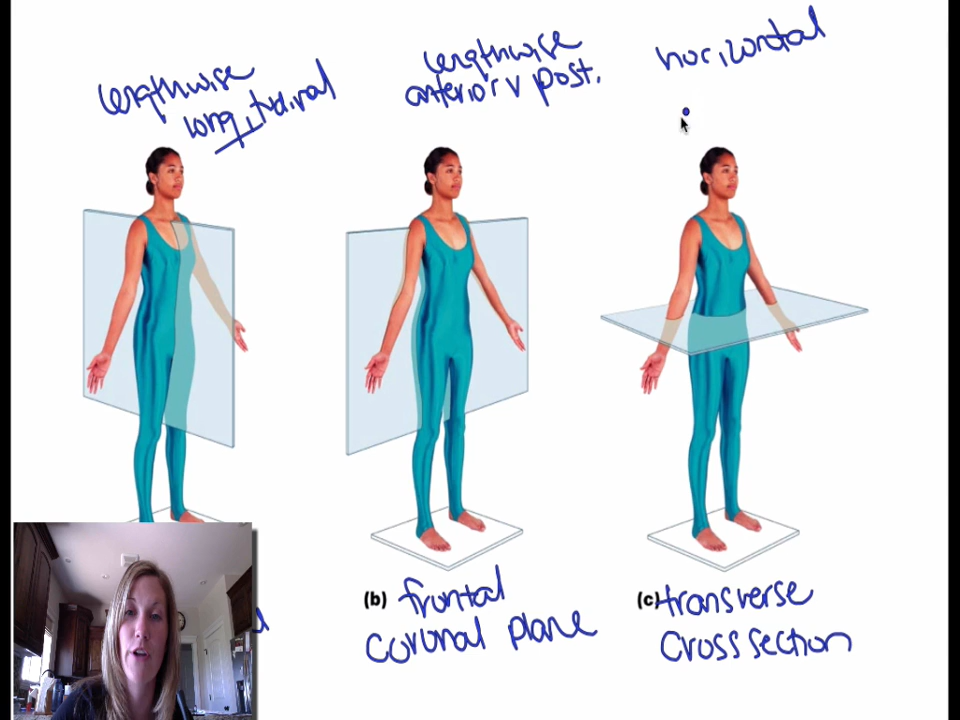 lengthwise
longitudinal
lengthwise
anterior v post.
horizontal
(b) frontal
coronal plane
(c) transverse
cross section